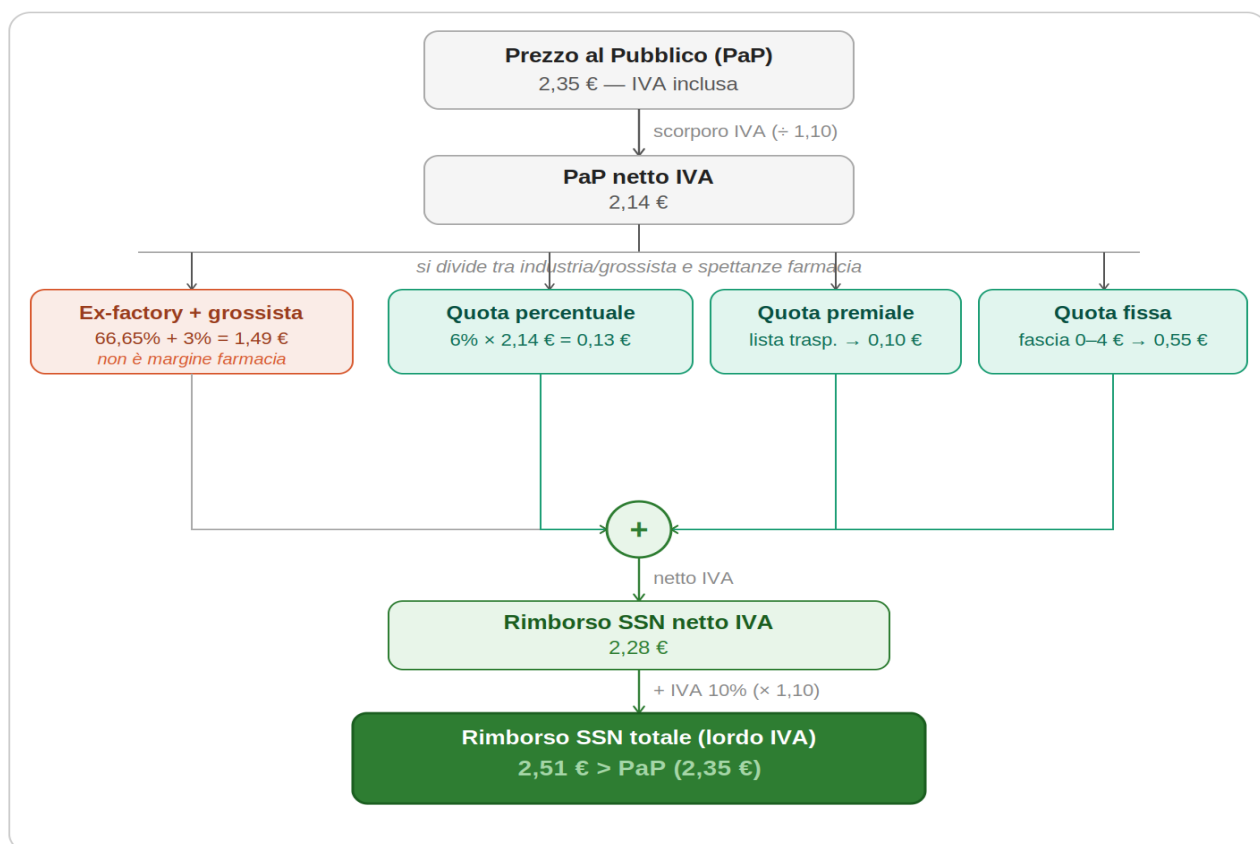 Prezzo al Pubblico (PaP)
2,35 € — IVA inclusa
scorporo IVA (÷ 1,10)
PaP netto IVA
2,14 €
si divide tra industria/grossista e spettanze farmacia
Ex-factory + grossista
66,65% + 3% = 1,49 €
non è margine farmacia
Quota percentuale
6% × 2,14 € = 0,13 €
Quota premiale
lista trasp. → 0,10 €
Quota fissa
fascia 0–4 € → 0,55 €
+
netto IVA
Rimborso SSN netto IVA
2,28 €
+ IVA 10% (× 1,10)
Rimborso SSN totale (lordo IVA)
2,51 € > PaP (2,35 €)